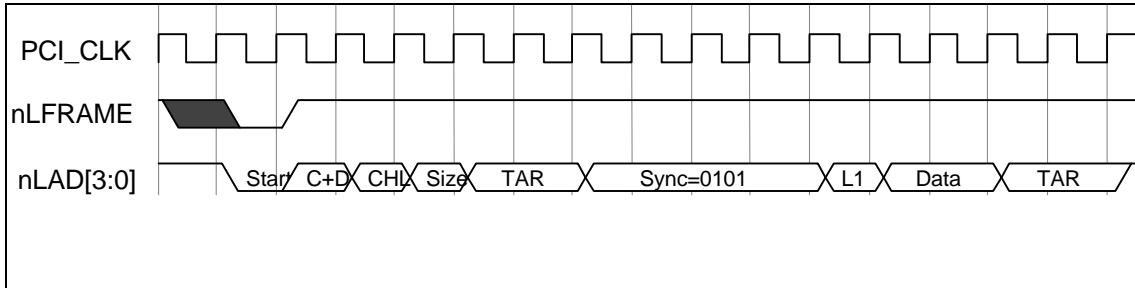 PCI_CLK
nLFRAME
nLAD[3:0] Start C+D CHL Size TAR Sync=0101 L1 Data TAR